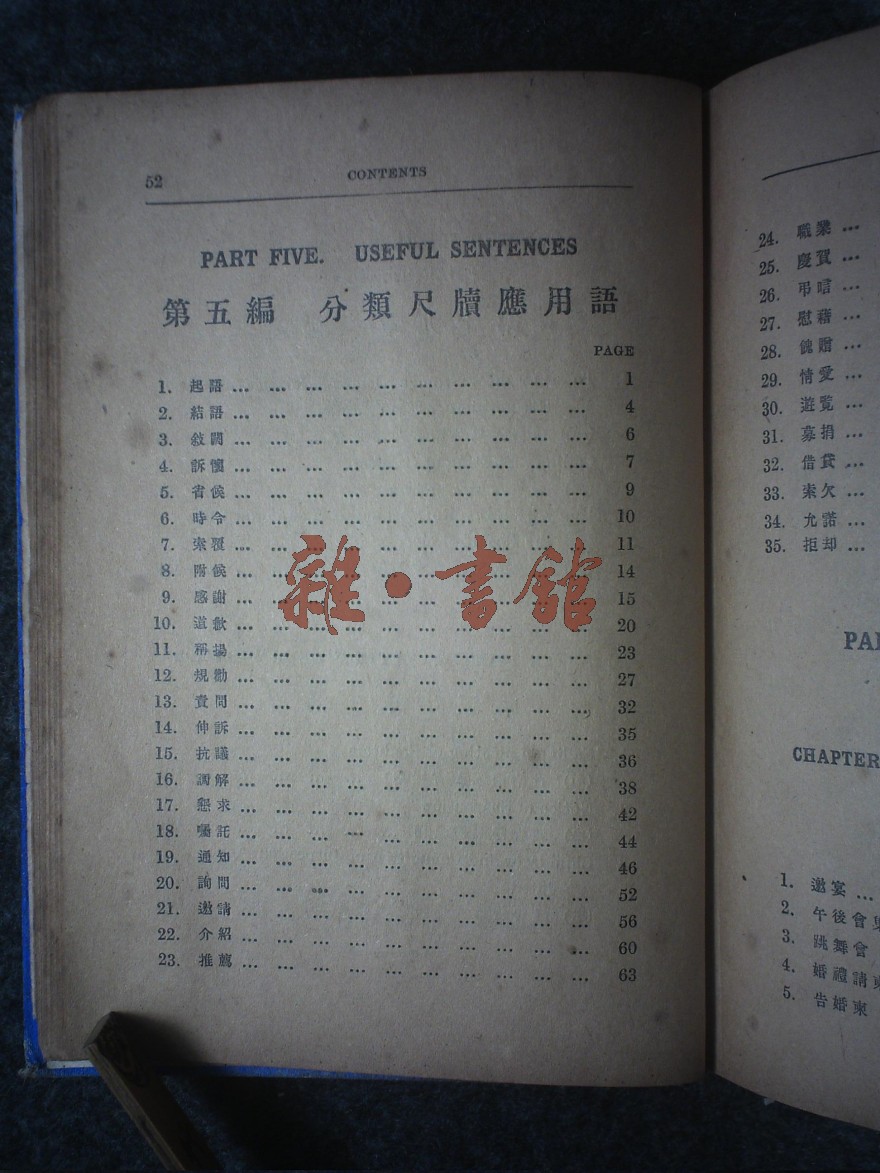 52 CONTENTS
PART FIVE. USEFUL SENTENCES
第五編 分類尺牘應用語
PAGE
1. 起語 ... ... ... ... ... ... ... ... ... ... 1
2. 結語 ... ... ... ... ... ... ... ... ... ... 4
3. 敘闊 ... ... ... ... ... ... ... ... ... ... 6
4. 訴懷 ... ... ... ... ... ... ... ... ... ... 7
5. 省候 ... ... ... ... ... ... ... ... ... ... 9
6. 時令 ... ... ... ... ... ... ... ... ... ... 10
7. 索覆 ... ... ... ... ... ... ... ... ... ... 11
8. 附候 ... ... ... ... ... ... ... ... ... ... 14
9. 感謝 ... ... ... ... ... ... ... ... ... ... 15
10. 道歉 ... ... ... ... ... ... ... ... ... ... 20
11. 稱揚 ... ... ... ... ... ... ... ... ... ... 23
12. 規勸 ... ... ... ... ... ... ... ... ... ... 27
13. 責問 ... ... ... ... ... ... ... ... ... ... 32
14. 伸訴 ... ... ... ... ... ... ... ... ... ... 35
15. 抗議 ... ... ... ... ... ... ... ... ... ... 36
16. 調解 ... ... ... ... ... ... ... ... ... ... 38
17. 懇求 ... ... ... ... ... ... ... ... ... ... 42
18. 囑託 ... ... ... ... ... ... ... ... ... ... 44
19. 通知 ... ... ... ... ... ... ... ... ... ... 46
20. 詢問 ... ... ... ... ... ... ... ... ... ... 52
21. 邀請 ... ... ... ... ... ... ... ... ... ... 56
22. 介紹 ... ... ... ... ... ... ... ... ... ... 60
23. 推薦 ... ... ... ... ... ... ... ... ... ... 63
雜·書館
24. 職業 ...
25. 慶賀 ...
26. 弔唁 ...
27. 慰藉 ...
28. 餽贈 ...
29. 情愛 ...
30. 遊覽 ...
31. 募捐 ...
32. 借貸 ...
33. 索欠 ...
34. 允諾 ...
35. 拒却 ...
CHAPTER
1. 邀宴 ...
2. 午後會
3. 跳舞會
4. 婚禮請柬
5. 告婚柬